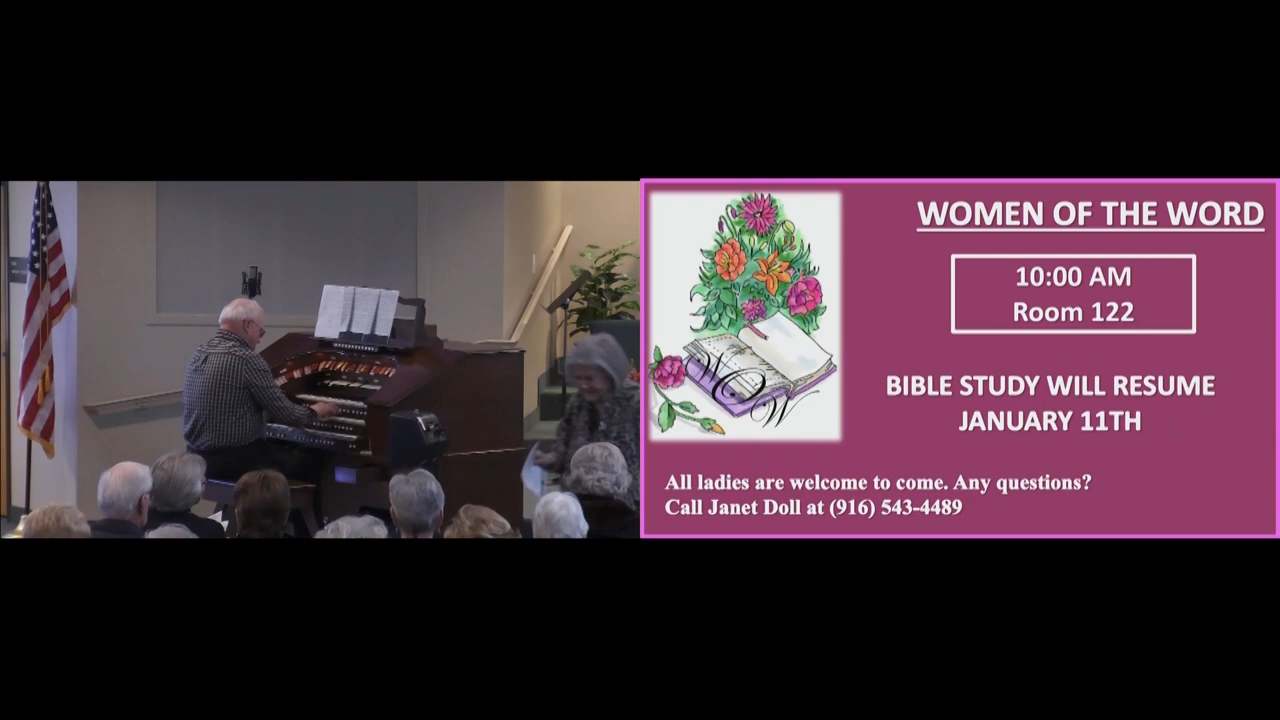 WOMEN OF THE WORD
10:00 AM
Room 122
WOW
BIBLE STUDY WILL RESUME
JANUARY 11TH
All ladies are welcome to come. Any questions?
Call Janet Doll at (916) 543-4489